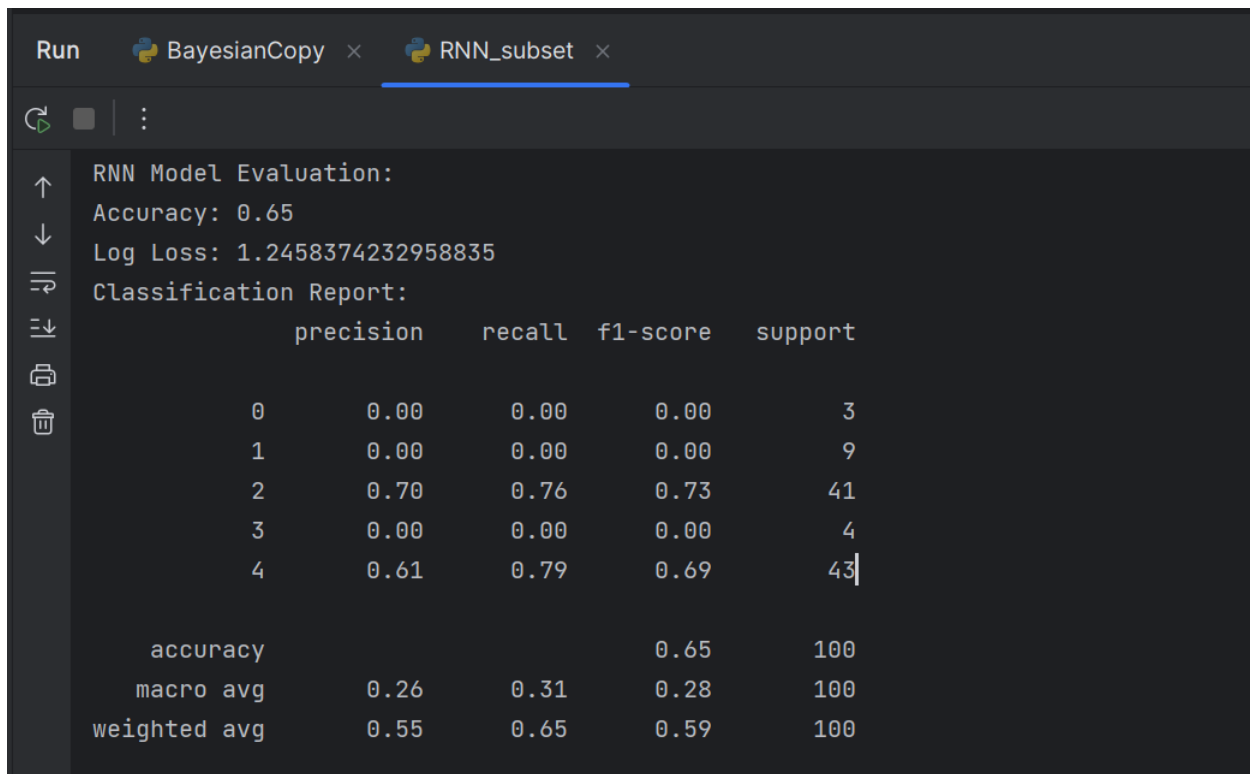 Run BayesianCopy × RNN_subset ×
RNN Model Evaluation:
Accuracy: 0.65
Log Loss: 1.2458374232958835
Classification Report:
precision recall f1-score support
0 0.00 0.00 0.00 3
1 0.00 0.00 0.00 9
2 0.70 0.76 0.73 41
3 0.00 0.00 0.00 4
4 0.61 0.79 0.69 43
accuracy 0.65 100
macro avg 0.26 0.31 0.28 100
weighted avg 0.55 0.65 0.59 100